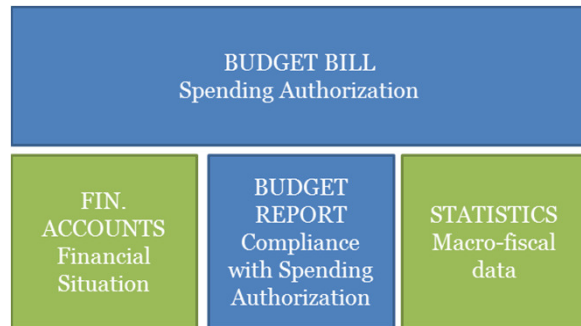 BUDGET BILL
Spending Authorization
FIN.
ACCOUNTS
Financial
Situation
BUDGET
REPORT
Compliance
with Spending
Authorization
STATISTICS
Macro-fiscal
data